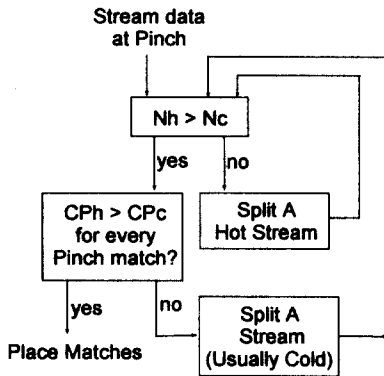 Stream data
at Pinch
Nh > Nc
yes
no
CPh > CPc
for every
Pinch match?
Split A
Hot Stream
yes
no
Place Matches
Split A
Stream
(Usually Cold)